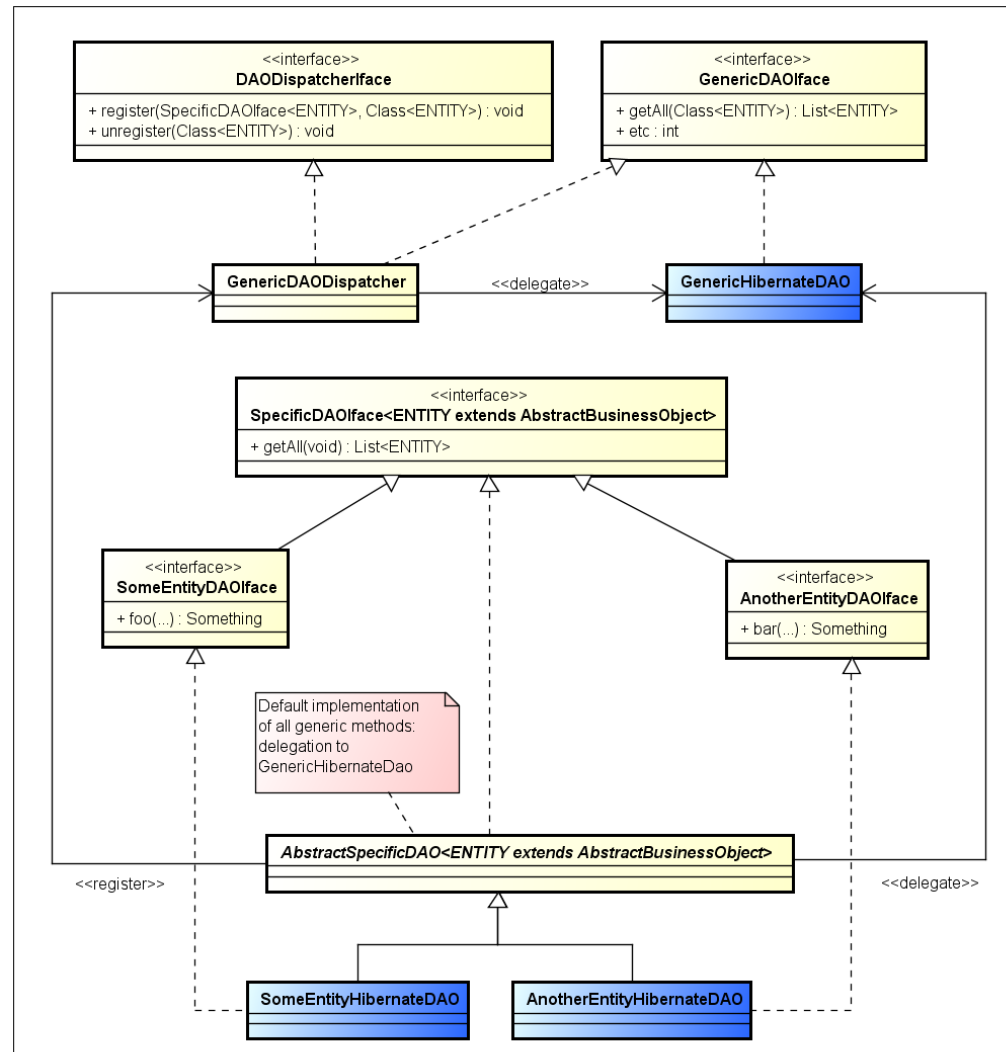 <<interface>>
DAODispatcherIface
+ register(SpecificDAOIface<ENTITY>, Class<ENTITY>) : void
+ unregister(Class<ENTITY>) : void
<<interface>>
GenericDAOIface
+ getAll(Class<ENTITY>) : List<ENTITY>
+ etc : int
GenericDAODispatcher
<<delegate>>
GenericHibernateDAO
<<interface>>
SpecificDAOIface<ENTITY extends AbstractBusinessObject>
+ getAll(void) : List<ENTITY>
<<interface>>
SomeEntityDAOIface
+ foo(...) : Something
<<interface>>
AnotherEntityDAOIface
+ bar(...) : Something
Default implementation
of all generic methods:
delegation to
GenericHibernateDao
AbstractSpecificDAO<ENTITY extends AbstractBusinessObject>
<<register>>
<<delegate>>
SomeEntityHibernateDAO
AnotherEntityHibernateDAO